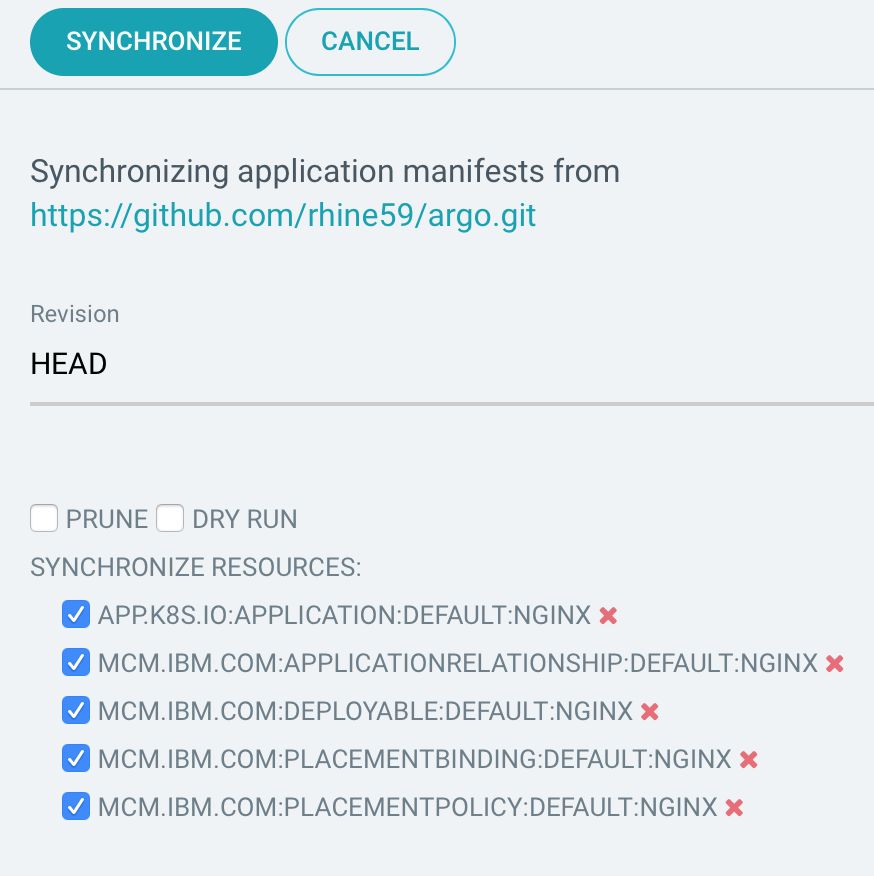 SYNCHRONIZE CANCEL
Synchronizing application manifests from
https://github.com/rhine59/argo.git
Revision
HEAD
PRUNE DRY RUN
SYNCHRONIZE RESOURCES:
APP.K8S.IO:APPLICATION:DEFAULT:NGINX
MCM.IBM.COM:APPLICATIONRELATIONSHIP:DEFAULT:NGINX
MCM.IBM.COM:DEPLOYABLE:DEFAULT:NGINX
MCM.IBM.COM:PLACEMENTBINDING:DEFAULT:NGINX
MCM.IBM.COM:PLACEMENTPOLICY:DEFAULT:NGINX